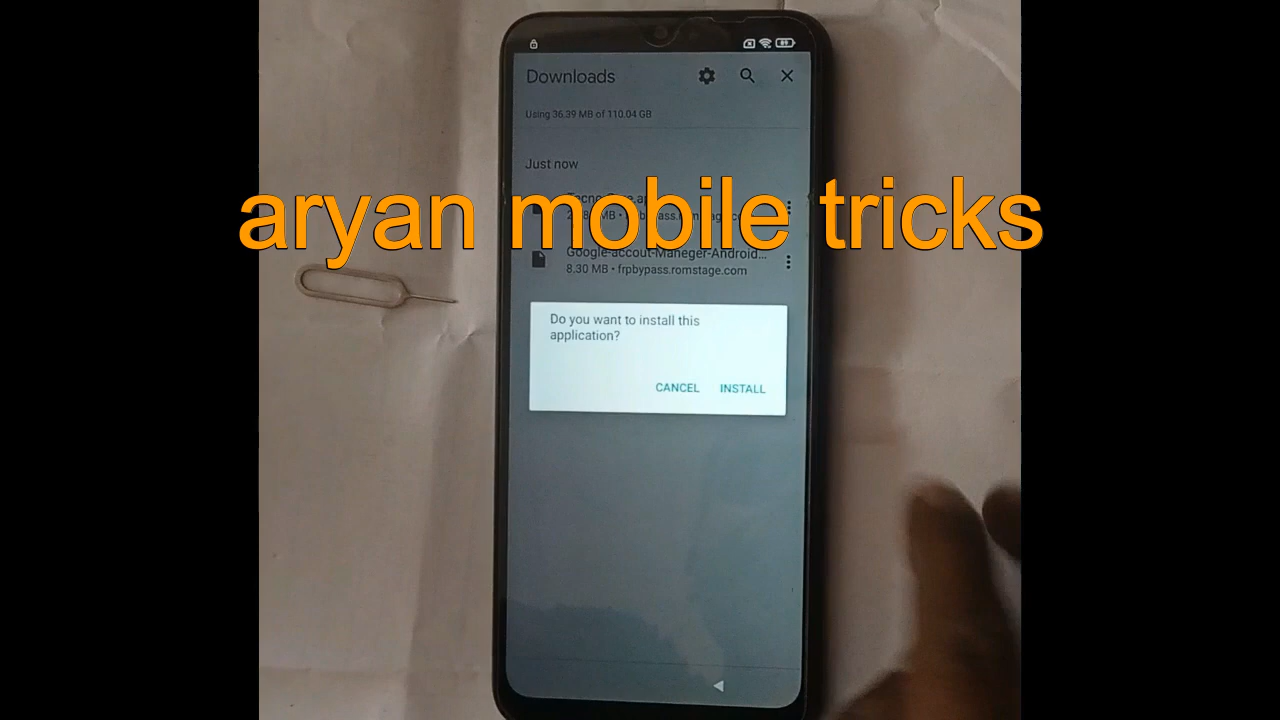 89
Downloads
Using 36.39 MB of 110.04 GB
Just now
aryan mobile tricks
Google-accout-Maneger-Android...
8.30 MB • frpbypass.romstage.com
Do you want to install this
application?
CANCEL INSTALL